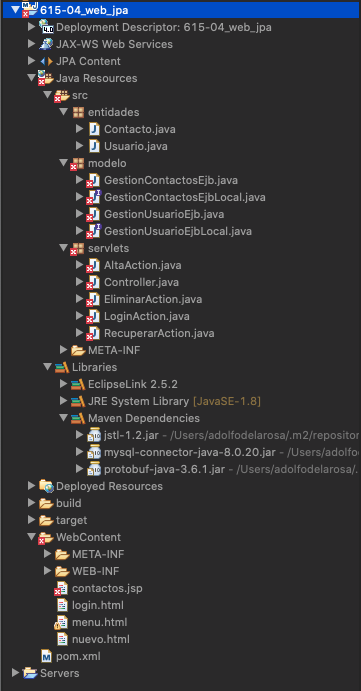 615-04_web_jpa
Deployment Descriptor: 615-04_web_jpa
JAX-WS Web Services
JPA Content
Java Resources
src
entidades
Contacto.java
Usuario.java
modelo
GestionContactosEjb.java
GestionContactosEjbLocal.java
GestionUsuarioEjb.java
GestionUsuarioEjbLocal.java
servlets
AltaAction.java
Controller.java
EliminarAction.java
LoginAction.java
RecuperarAction.java
META-INF
Libraries
EclipseLink 2.5.2
JRE System Library [JavaSE-1.8]
Maven Dependencies
jstl-1.2.jar - /Users/adolfodelarosa/.m2/repositor
mysql-connector-java-8.0.20.jar - /Users/adolfo
protobuf-java-3.6.1.jar - /Users/adolfodelarosa/.
Deployed Resources
build
target
WebContent
META-INF
WEB-INF
contactos.jsp
login.html
menu.html
nuevo.html
pom.xml
Servers